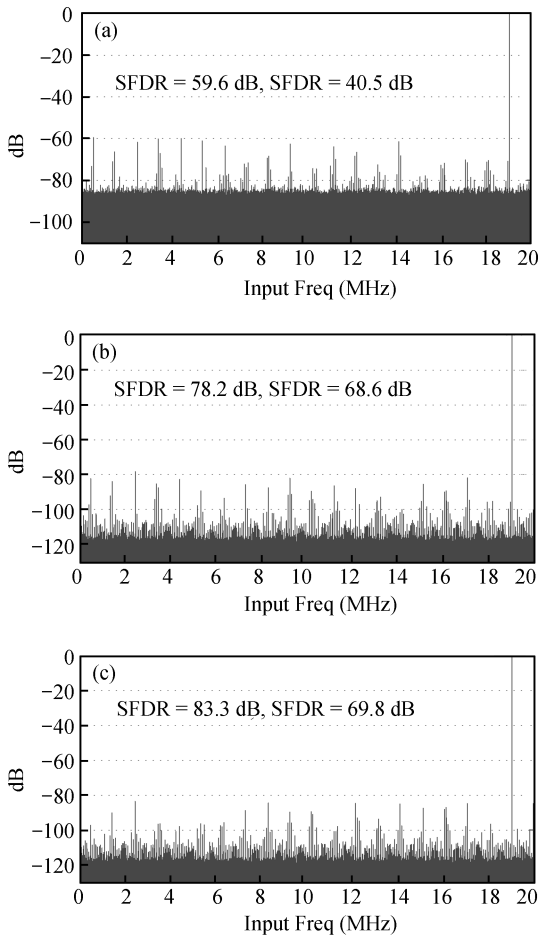 (a)
SFDR = 59.6 dB, SFDR = 40.5 dB
dB
0
−20
−40
−60
−80
−100
0 2 4 6 8 10 12 14 16 18 20
Input Freq (MHz)
(b)
SFDR = 78.2 dB, SFDR = 68.6 dB
dB
0
−20
−40
−60
−80
−100
−120
0 2 4 6 8 10 12 14 16 18 20
Input Freq (MHz)
(c)
SFDR = 83.3 dB, SFDR = 69.8 dB
dB
0
−20
−40
−60
−80
−100
−120
0 2 4 6 8 10 12 14 16 18 20
Input Freq (MHz)